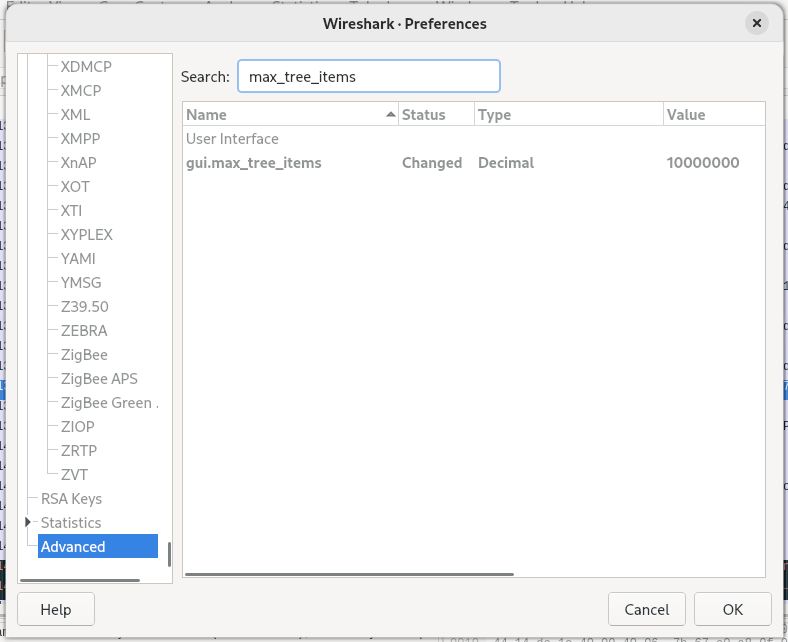 Wireshark · Preferences
XDMCP
XMCP
XML
XMPP
XnAP
XOT
XTI
XYPLEX
YAMI
YMSG
Z39.50
ZEBRA
ZigBee
ZigBee APS
ZigBee Green .
ZIOP
ZRTP
ZVT
RSA Keys
Statistics
Advanced
Search: max_tree_items
Name Status Type Value
User Interface
gui.max_tree_items Changed Decimal 10000000
Help Cancel OK